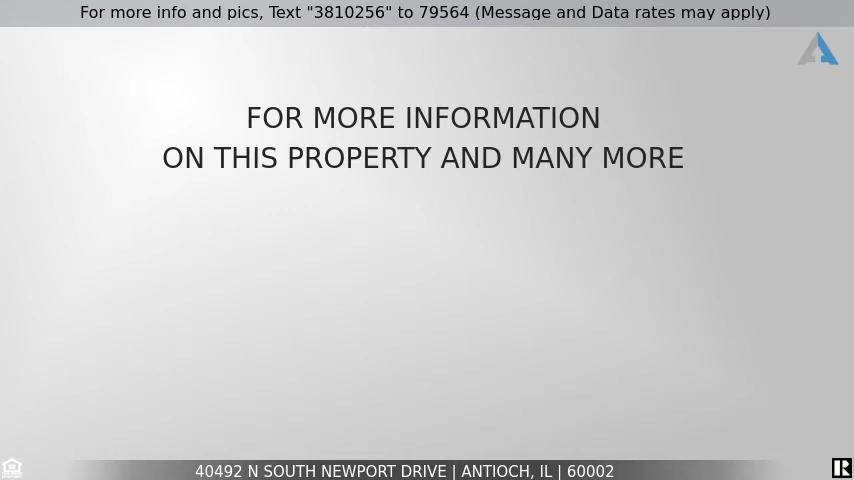 For more info and pics, Text "3810256" to 79564 (Message and Data rates may apply)
FOR MORE INFORMATION
ON THIS PROPERTY AND MANY MORE
40492 N SOUTH NEWPORT DRIVE | ANTIOCH, IL | 60002